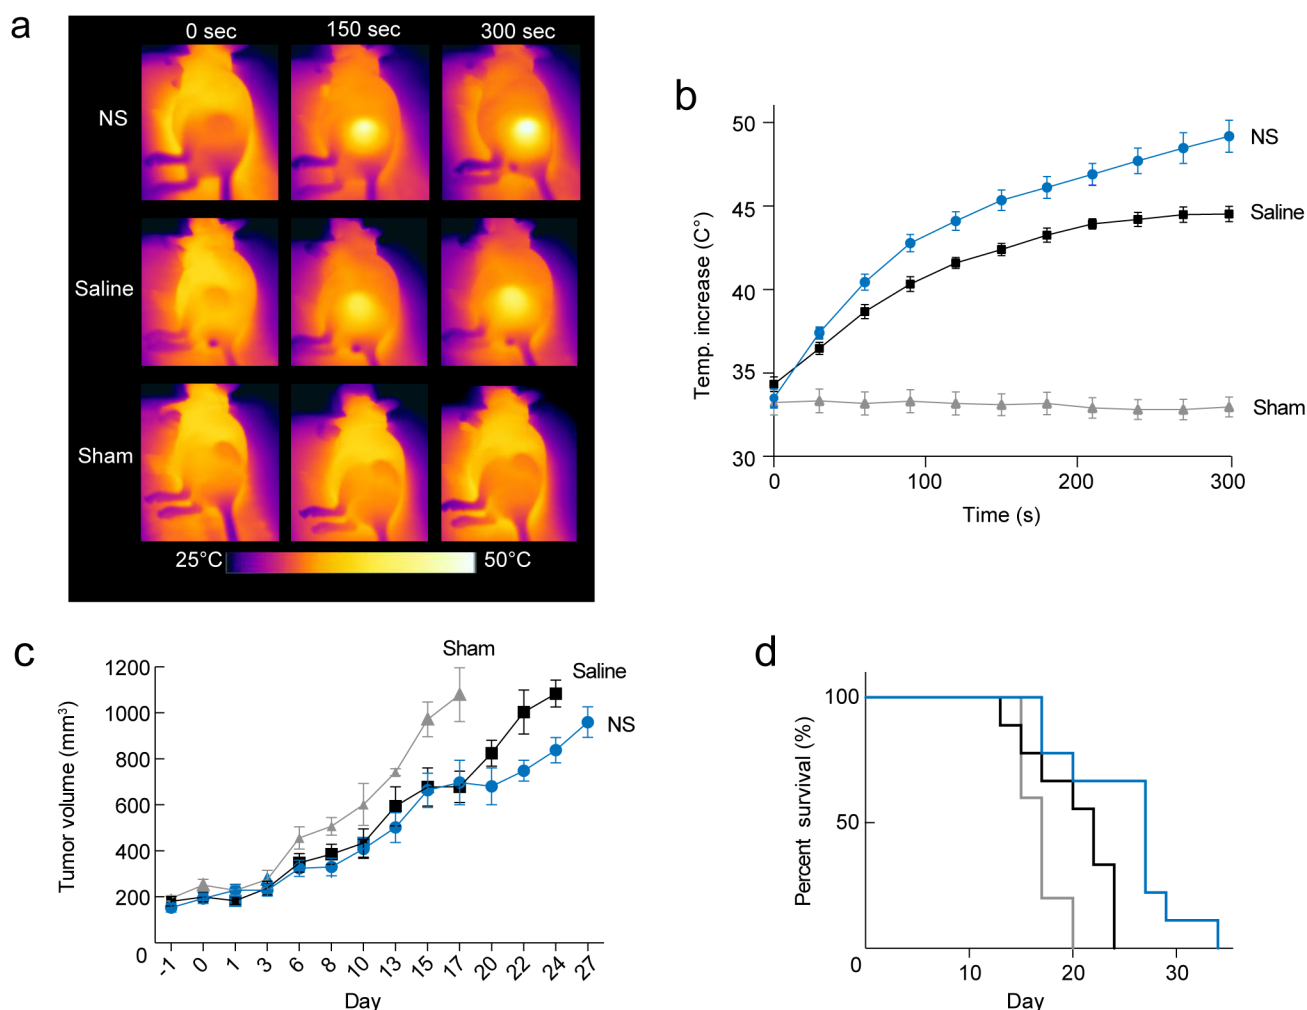 a
0 sec 150 sec 300 sec
NS
Saline
Sham
25°C 50°C
b
50
45
40
35
30
0 100 200 300
Temp. increase (C°)
Time (s)
NS
Saline
Sham
c
1200
1000
800
600
400
200
0
-1 0 1 3 6 8 10 13 15 17 20 22 24 27
Tumor volume (mm³)
Day
Sham
Saline
NS
d
100
50
0 10 20 30
Percent survival (%)
Day